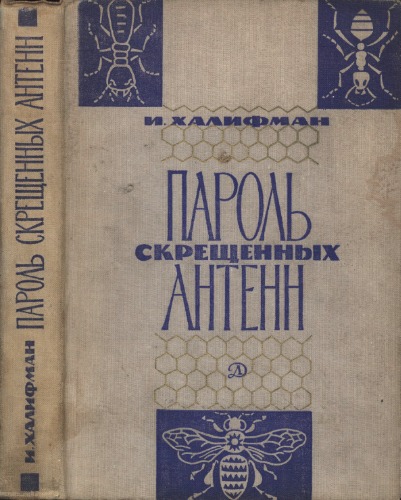 И. ХАЛИФМАН ПАРОЛЬ СКРЕЩЕННЫХ АНТЕНН
И. ХАЛИФМАН
ПАРОЛЬ
СКРЕЩЕННЫХ
АНТЕНН
Д